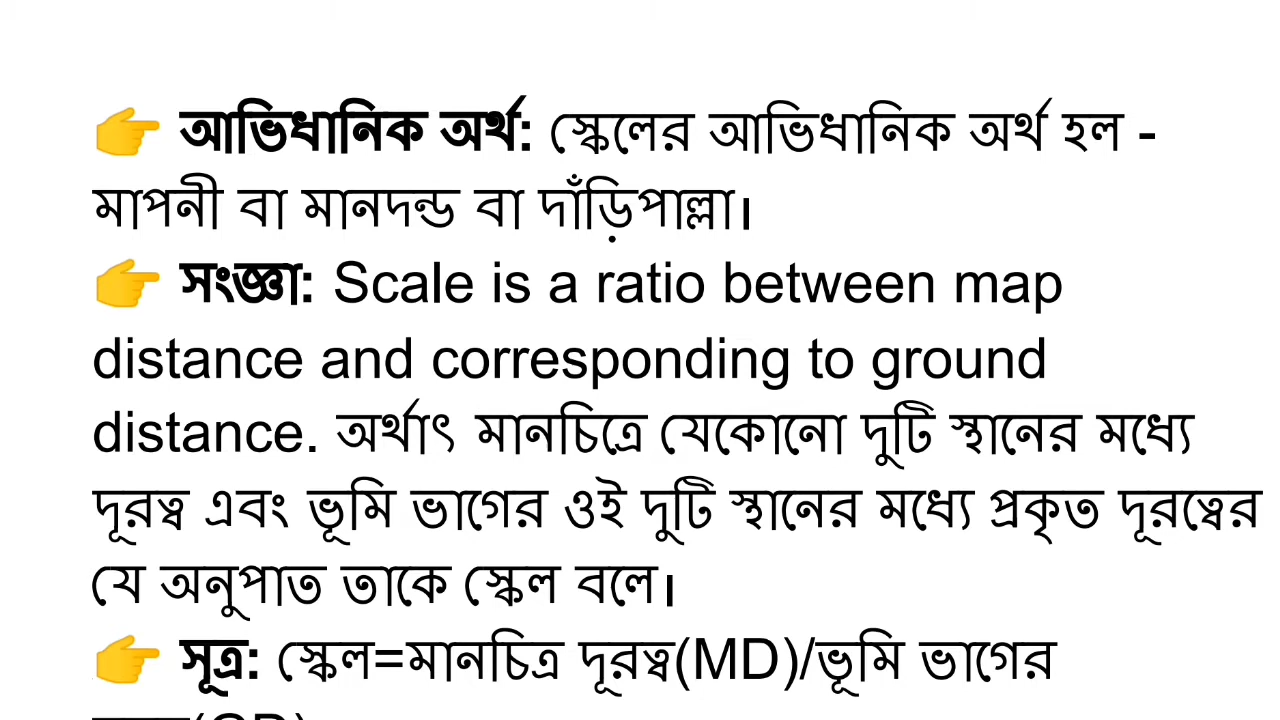 👉 আভিধানিক অর্থ: স্কেলের আভিধানিক অর্থ হল -
মাপনী বা মানদন্ড বা দাঁড়িপাল্লা।
👉 সংজ্ঞা: Scale is a ratio between map
distance and corresponding to ground
distance. অর্থাৎ মানচিত্রে যেকোনো দুটি স্থানের মধ্যে
দূরত্ব এবং ভূমি ভাগের ওই দুটি স্থানের মধ্যে প্রকৃত দূরত্বের
যে অনুপাত তাকে স্কেল বলে।
👉 সূত্র: স্কেল=মানচিত্র দূরত্ব(MD)/ভূমি ভাগের